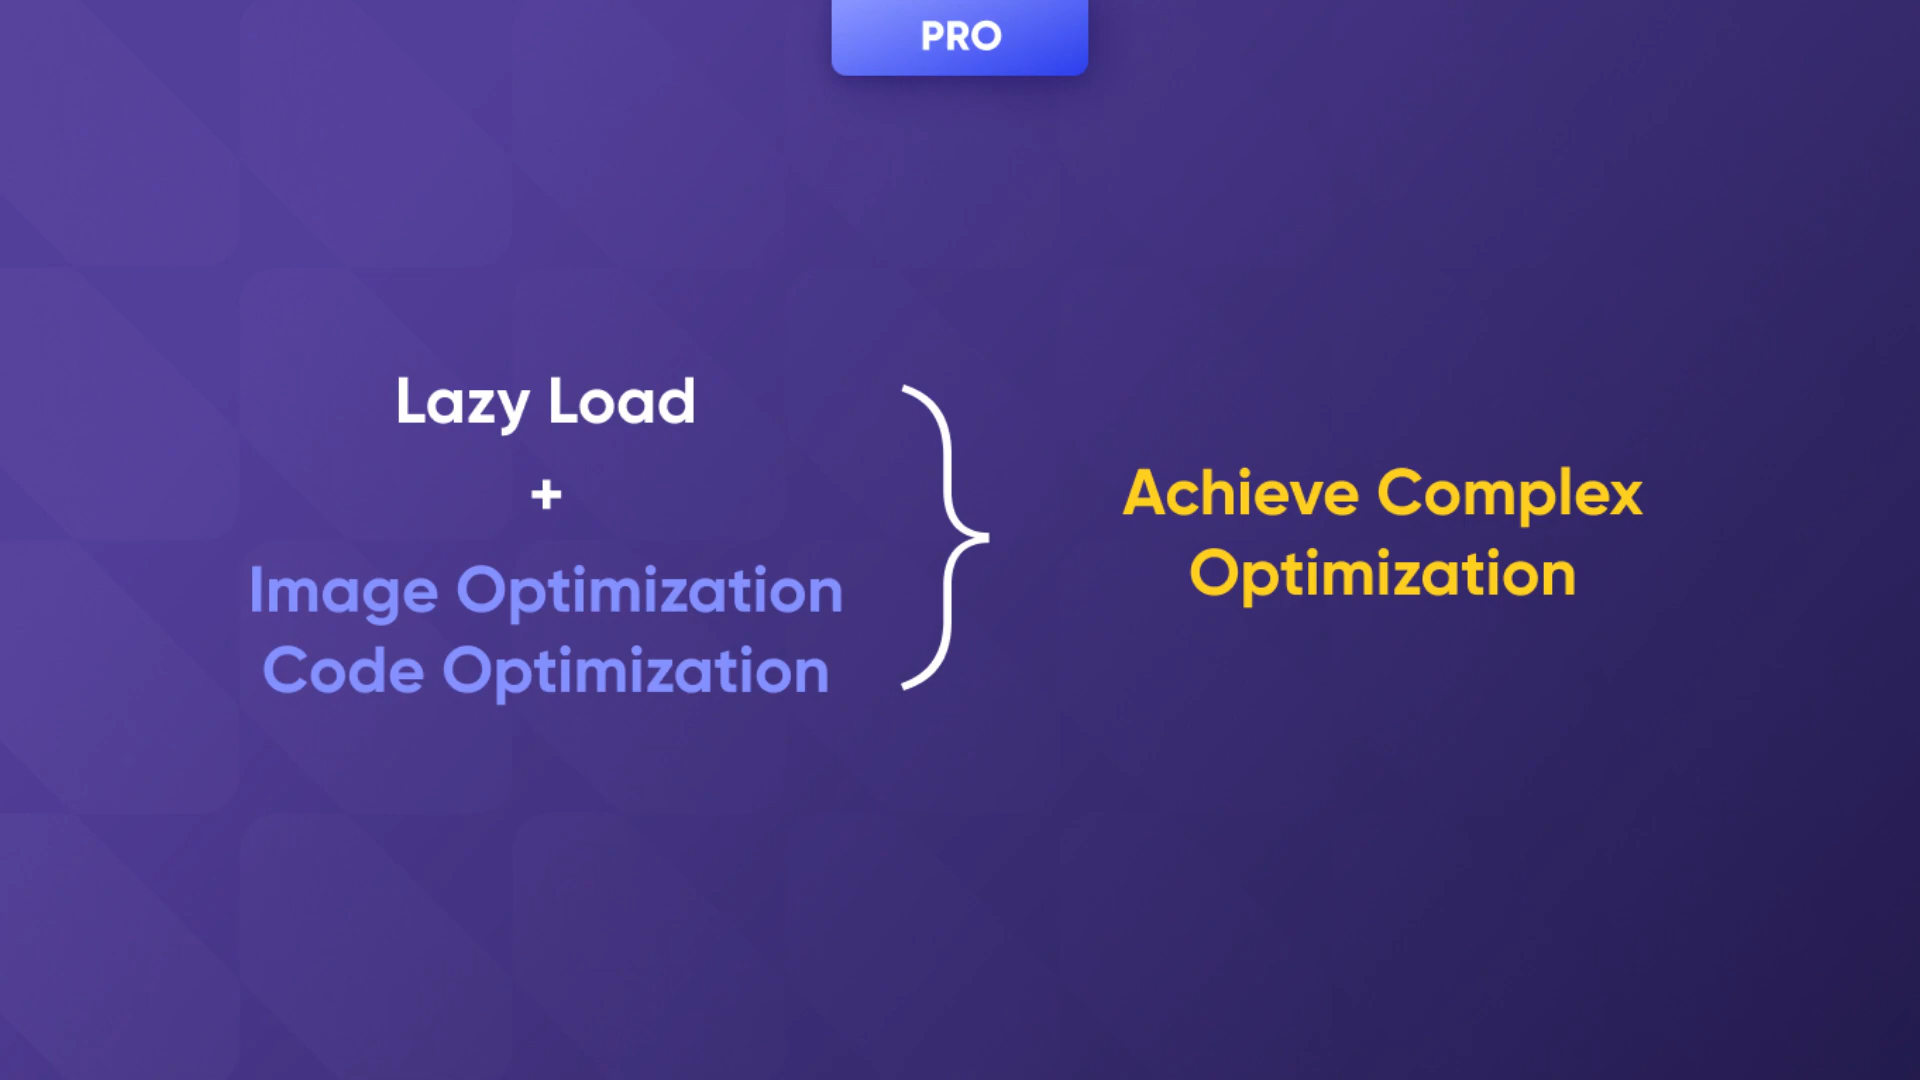 PRO
Lazy Load
+
Image Optimization
Code Optimization
Achieve Complex
Optimization